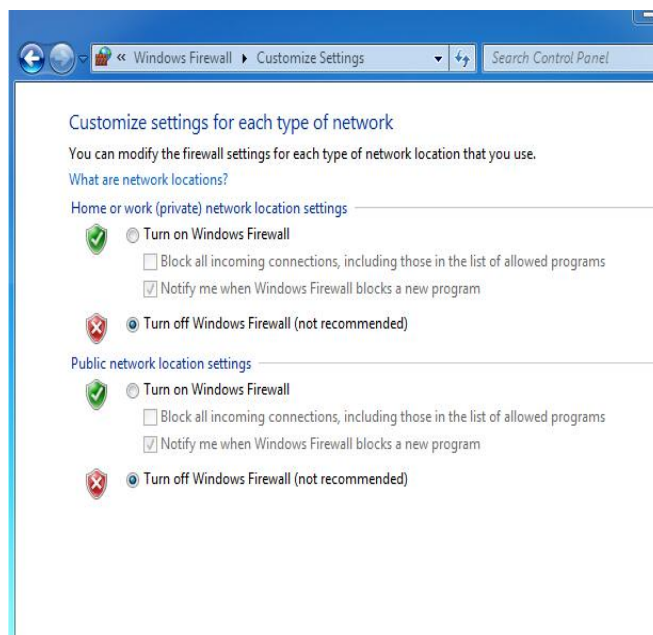 « Windows Firewall ▸ Customize Settings
Search Control Panel
Customize settings for each type of network
You can modify the firewall settings for each type of network location that you use.
What are network locations?
Home or work (private) network location settings
Turn on Windows Firewall
Block all incoming connections, including those in the list of allowed programs
Notify me when Windows Firewall blocks a new program
Turn off Windows Firewall (not recommended)
Public network location settings
Turn on Windows Firewall
Block all incoming connections, including those in the list of allowed programs
Notify me when Windows Firewall blocks a new program
Turn off Windows Firewall (not recommended)